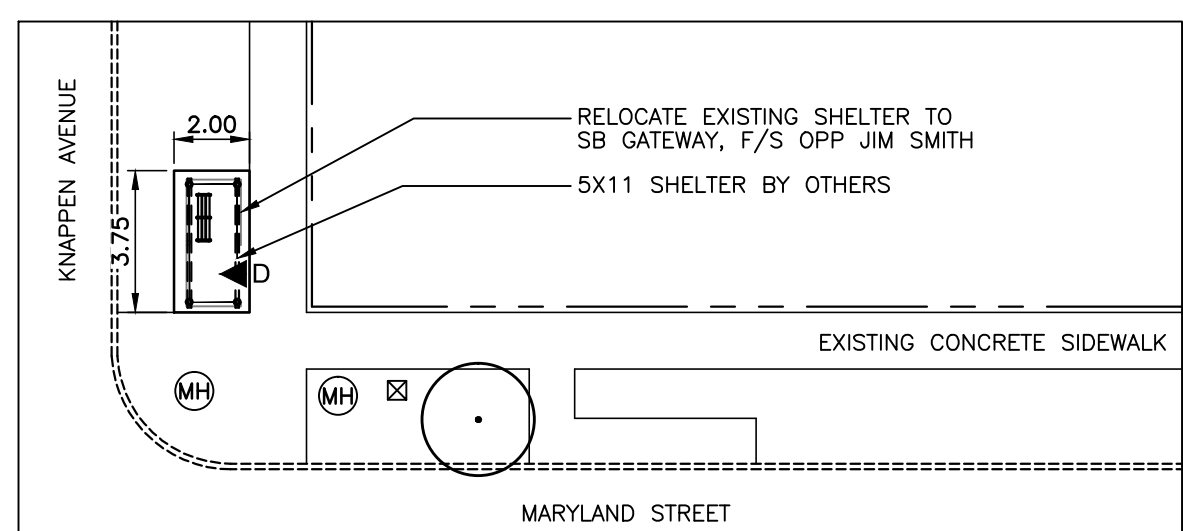 KNAPPEN AVENUE
2.00
3.75
RELOCATE EXISTING SHELTER TO
SB GATEWAY, F/S OPP JIM SMITH
5X11 SHELTER BY OTHERS
D
EXISTING CONCRETE SIDEWALK
MH
MH
MARYLAND STREET